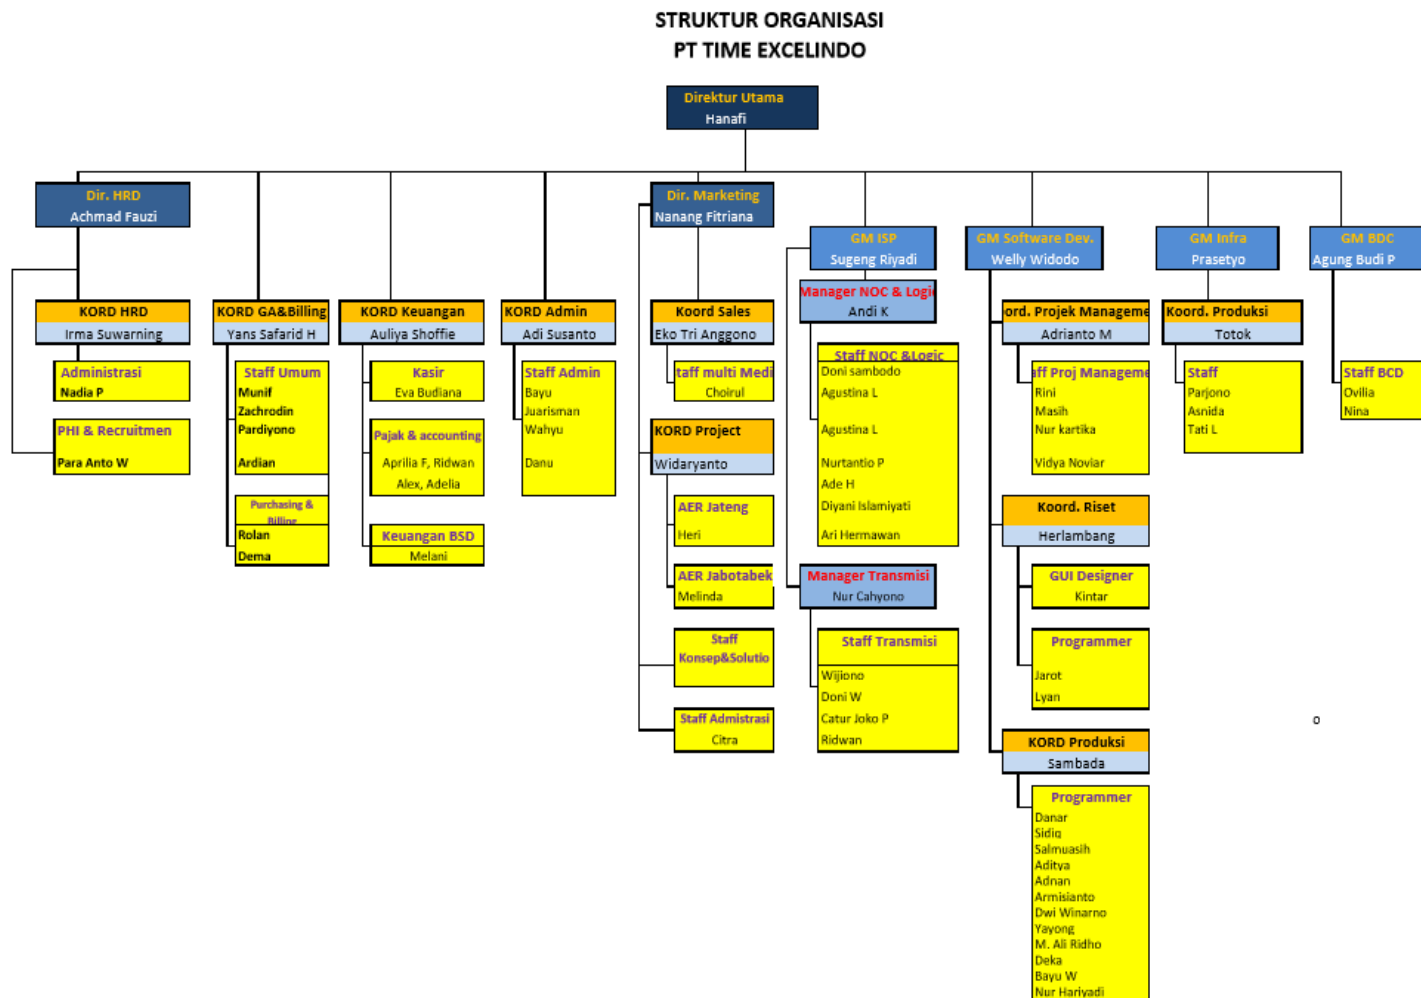 STRUKTUR ORGANISASI
PT TIME EXCELINDO
Direktur Utama
Hanafi
Dir. HRD
Achmad Fauzi
KORD HRD
Irma Suwarning
Administrasi
Nadia P
PHI & Recruitmen
Para Anto W
KORD GA&Billing
Yans Safarid H
Staff Umum
Munif
Zachrodin
Pardiyono
Ardian
Purchasing &
Billing
Rolan
Dema
KORD Keuangan
Auliya Shoffie
Kasir
Eva Budiana
Pajak & accounting
Aprilia F, Ridwan
Alex, Adelia
Keuangan BSD
Melani
KORD Admin
Adi Susanto
Staff Admin
Bayu
Juarisman
Wahyu
Danu
Dir. Marketing
Nanang Fitriana
Koord Sales
Eko Tri Anggono
taff multi Medi
Choirul
KORD Project
Widaryanto
AER Jateng
Heri
AER Jabotabek
Melinda
Staff
Konsep&Solutio
Staff Admistrasi
Citra
GM ISP
Sugeng Riyadi
Manager NOC & Logi
Andi K
Staff NOC &Logic
Doni sambodo
Agustina L
Agustina L
Nurtantio P
Ade H
Diyani Islamiyati
Ari Hermawan
Manager Transmisi
Nur Cahyono
Staff Transmisi
Wijiono
Doni W
Catur Joko P
Ridwan
GM Software Dev.
Welly Widodo
ord. Projek Manageme
Adrianto M
aff Proj Manageme
Rini
Masih
Nur kartika
Vidya Noviar
Koord. Riset
Herlambang
GUI Designer
Kintar
Programmer
Jarot
Lyan
KORD Produksi
Sambada
Programmer
Danar
Sidiq
Salmuasih
Aditya
Adnan
Armisianto
Dwi Winarno
Yayong
M. Ali Ridho
Deka
Bayu W
Nur Hariyadi
GM Infra
Prasetyo
Koord. Produksi
Totok
Staff
Parjono
Asnida
Tati L
GM BDC
Agung Budi P
Staff BCD
Ovilia
Nina
o